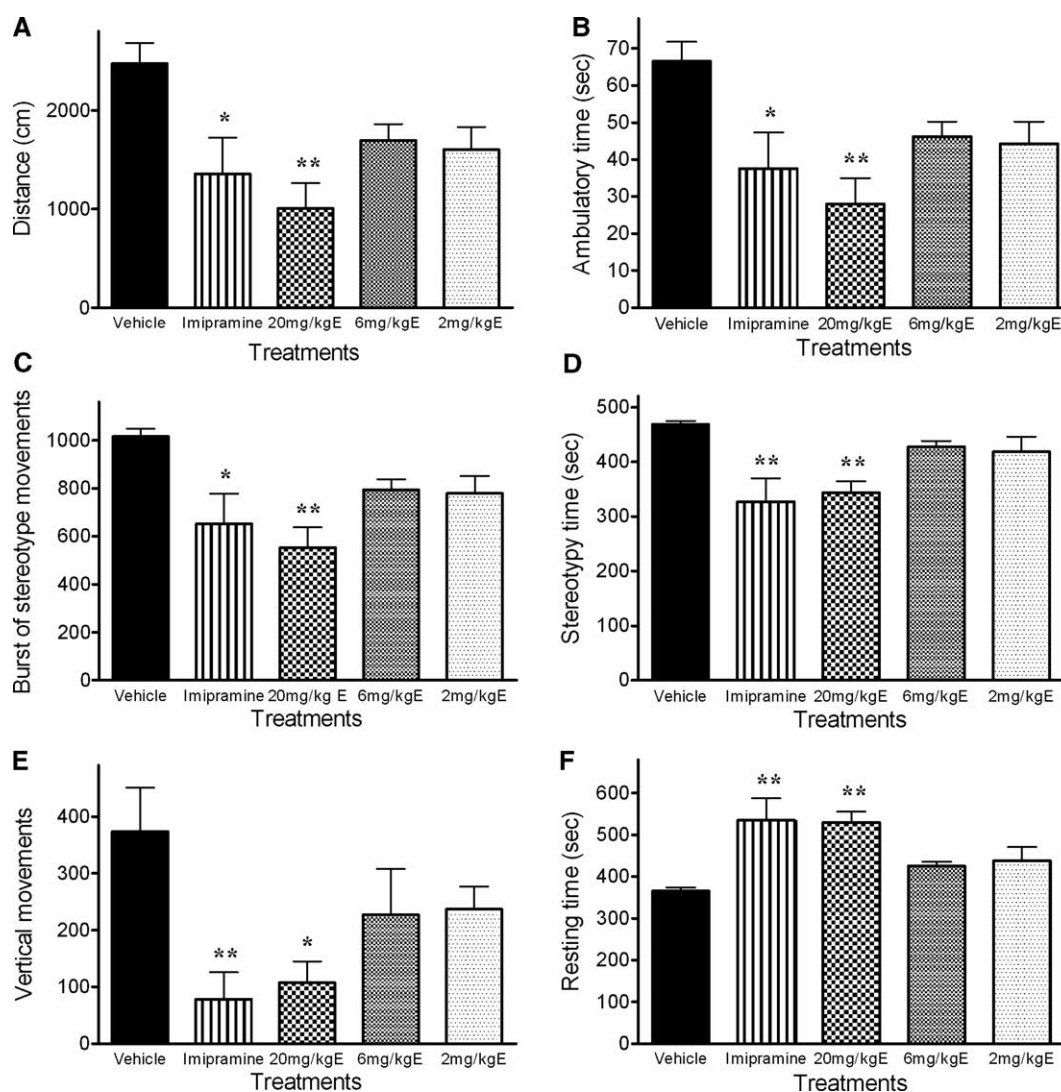 A
Distance (cm)
2000
1000
0
*
**
Vehicle Imipramine 20mg/kgE 6mg/kgE 2mg/kgE
Treatments
B
Ambulatory time (sec)
70
60
50
40
30
20
10
0
*
**
Vehicle Imipramine 20mg/kgE 6mg/kgE 2mg/kgE
Treatments
C
Burst of stereotype movements
1000
800
600
400
200
0
*
**
Vehicle Imipramine 20mg/kg E 6mg/kgE 2mg/kgE
Treatments
D
Stereotypy time (sec)
500
400
300
200
100
0
**
**
Vehicle Imipramine 20mg/kgE 6mg/kgE 2mg/kgE
Treatments
E
Vertical movements
400
300
200
100
0
**
*
Vehicle Imipramine 20mg/kgE 6mg/kgE 2mg/kgE
Treatments
F
Resting time (sec)
600
500
400
300
200
100
0
**
**
Vehicle Imipramine 20mg/kgE 6mg/kgE 2mg/kgE
Treatments